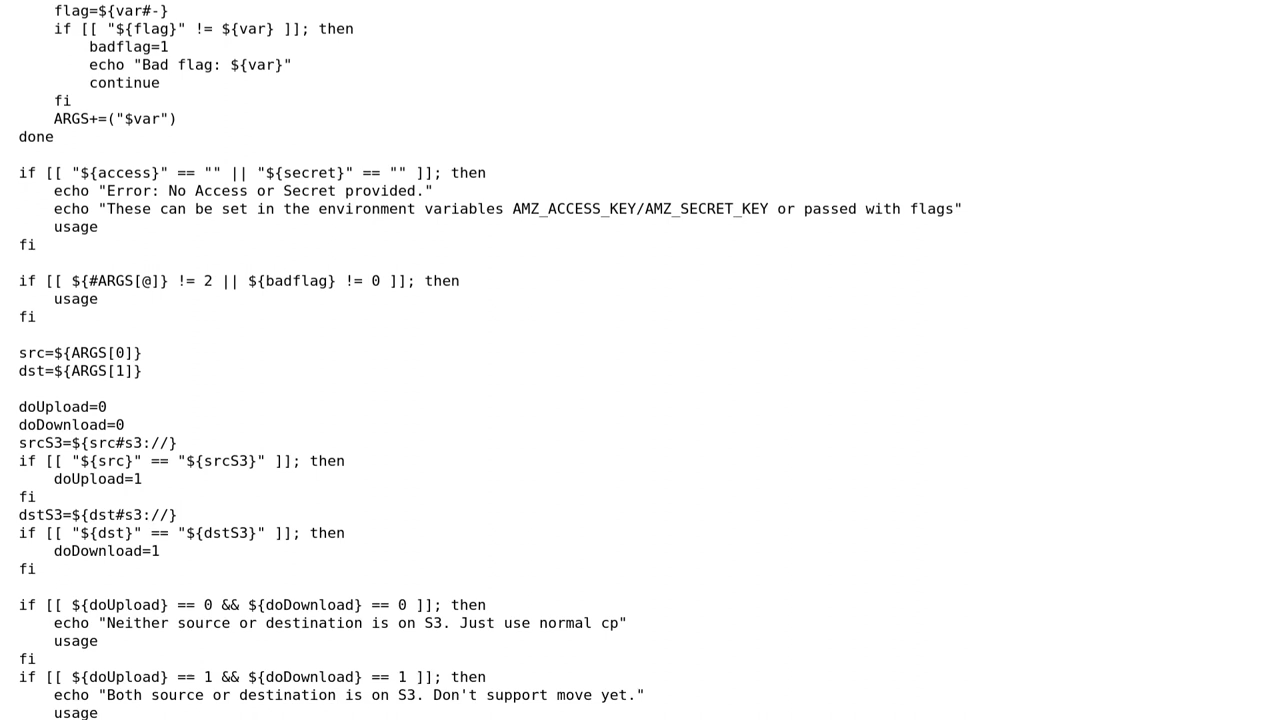 flag=${var#-}
    if [[ "${flag}" != ${var} ]]; then
        badflag=1
        echo "Bad flag: ${var}"
        continue
    fi
    ARGS+=("$var")
done

if [[ "${access}" == "" || "${secret}" == "" ]]; then
    echo "Error: No Access or Secret provided."
    echo "These can be set in the environment variables AMZ_ACCESS_KEY/AMZ_SECRET_KEY or passed with flags"
    usage
fi

if [[ ${#ARGS[@]} != 2 || ${badflag} != 0 ]]; then
    usage
fi

src=${ARGS[0]}
dst=${ARGS[1]}

doUpload=0
doDownload=0
srcS3=${src#s3://}
if [[ "${src}" == "${srcS3}" ]]; then
    doUpload=1
fi
dstS3=${dst#s3://}
if [[ "${dst}" == "${dstS3}" ]]; then
    doDownload=1
fi

if [[ ${doUpload} == 0 && ${doDownload} == 0 ]]; then
    echo "Neither source or destination is on S3. Just use normal cp"
    usage
fi
if [[ ${doUpload} == 1 && ${doDownload} == 1 ]]; then
    echo "Both source or destination is on S3. Don't support move yet."
    usage